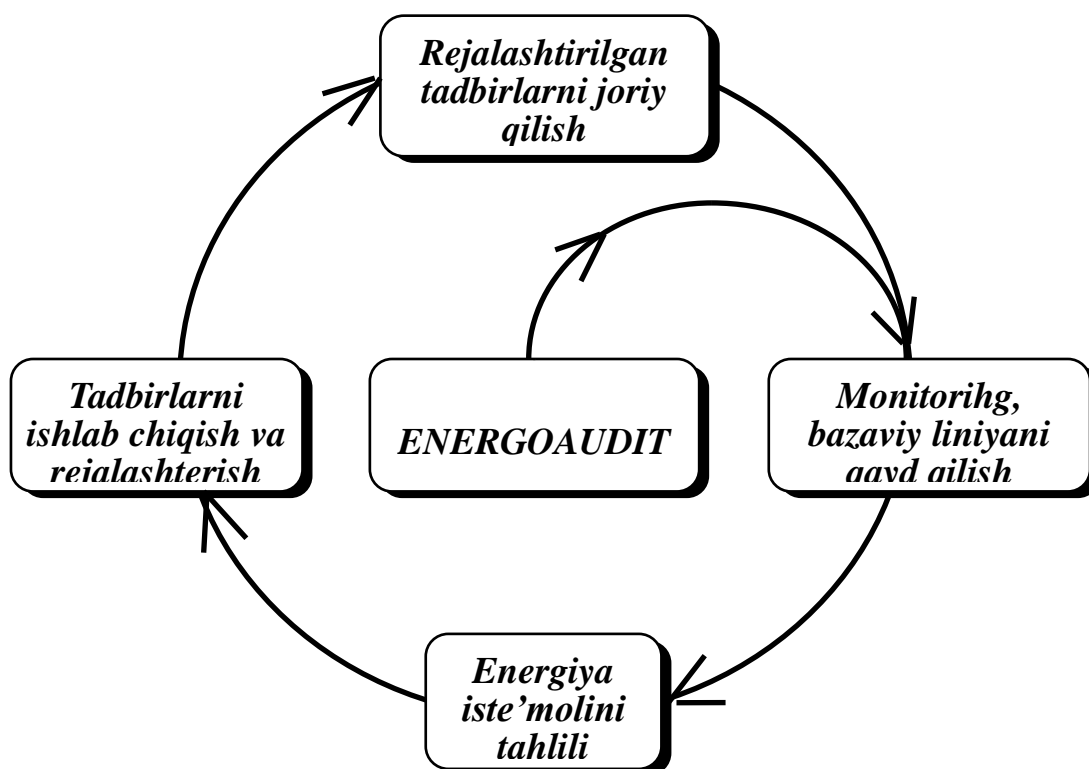 Rejalashtirilgan
tadbirlarni joriy
qilish
Tadbirlarni
ishlab chiqish va
rejalashterish
ENERGOAUDIT
Monitorihg,
bazaviy liniyani
qayd qilish
Energiya
iste’molini
tahlili